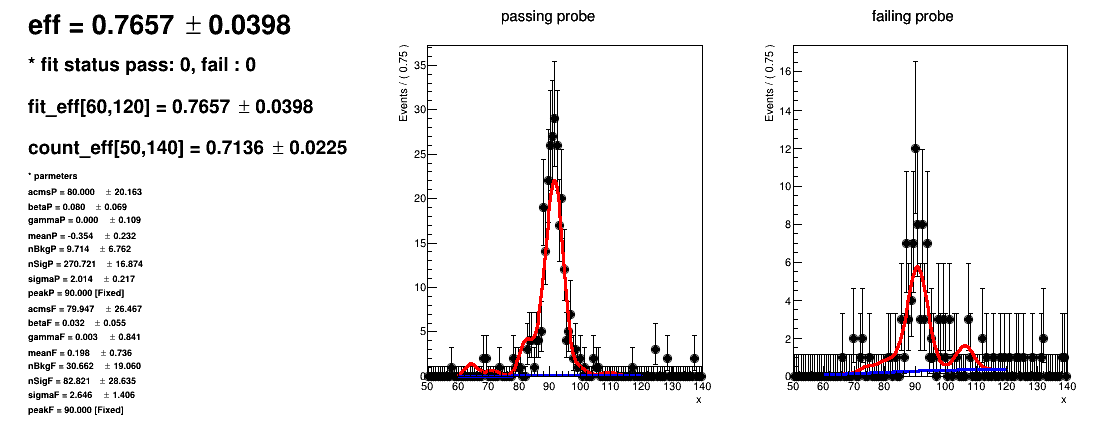 eff = 0.7657 ± 0.0398
* fit status pass: 0, fail : 0
fit_eff[60,120] = 0.7657 ± 0.0398
count_eff[50,140] = 0.7136 ± 0.0225
* parmeters
acmsP = 80.000 ± 20.163
betaP = 0.080 ± 0.069
gammaP = 0.000 ± 0.109
meanP = -0.354 ± 0.232
nBkgP = 9.714 ± 6.762
nSigP = 270.721 ± 16.874
sigmaP = 2.014 ± 0.217
peakP = 90.000 [Fixed]
acmsF = 79.947 ± 26.467
betaF = 0.032 ± 0.055
gammaF = 0.003 ± 0.841
meanF = 0.198 ± 0.736
nBkgF = 30.662 ± 19.060
nSigF = 82.821 ± 28.635
sigmaF = 2.646 ± 1.406
peakF = 90.000 [Fixed]
passing probe
Events / ( 0.75 )
35
30
25
20
15
10
5
0
50 60 70 80 90 100 110 120 130 140
x
failing probe
Events / ( 0.75 )
16
14
12
10
8
6
4
2
0
50 60 70 80 90 100 110 120 130 140
x